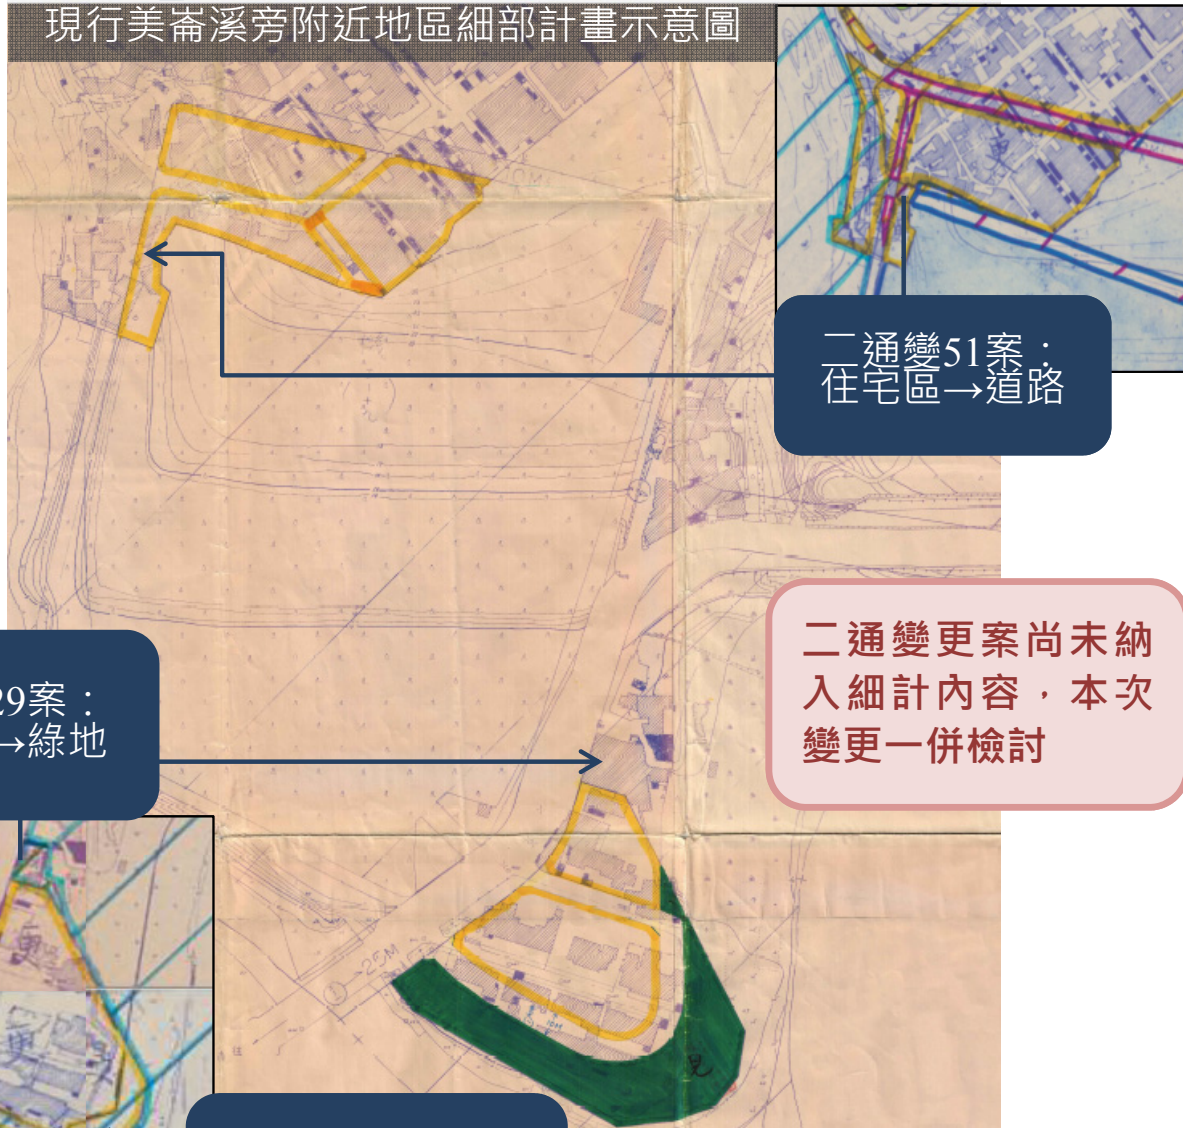 現行美崙溪旁附近地區細部計畫示意圖
二通變51案：
住宅區→道路
二通變更案尚未納
入細計內容，本次
變更一併檢討
29案：
→綠地
25M